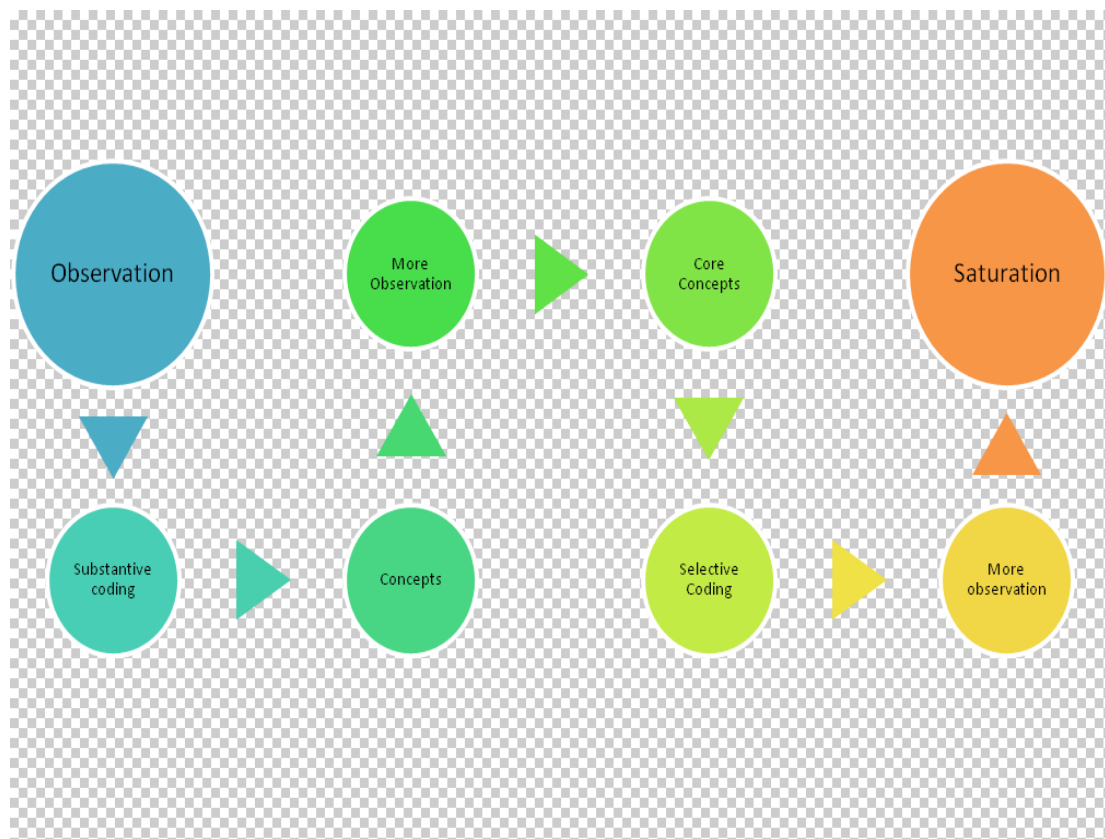 Observation
Substantive
coding
Concepts
More
Observation
Core
Concepts
Selective
Coding
More
observation
Saturation